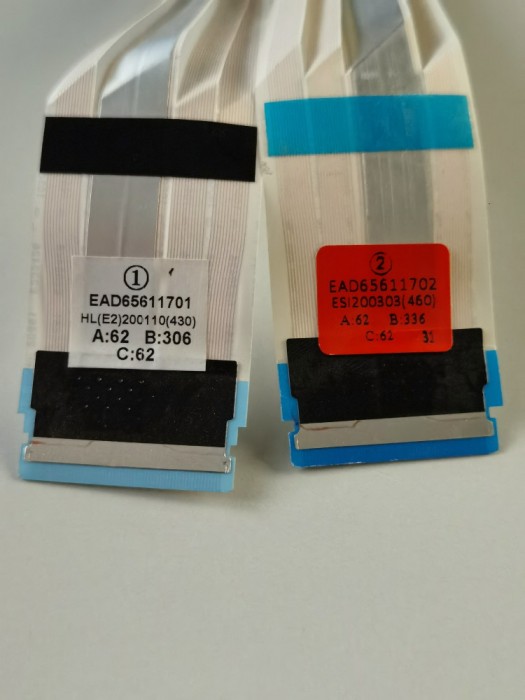 ①
EAD65611701
HL(E2)200110(430)
A:62 B:306
C:62
②
EAD65611702
ESI200303(460)
A:62 B:336
C:62 31